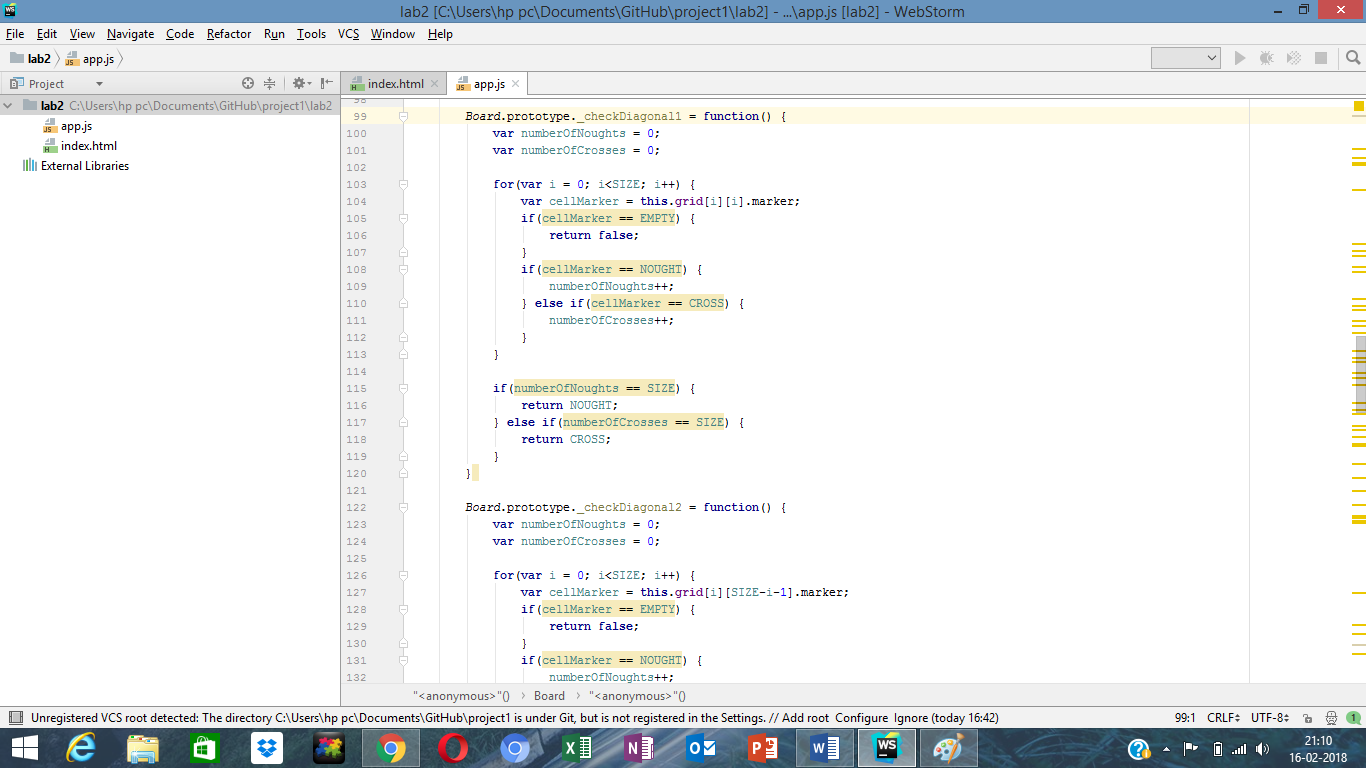 lab2 [C:\Users\hp pc\Documents\GitHub\project1\lab2] - ...\app.js [lab2] - WebStorm
File Edit View Navigate Code Refactor Run Tools VCS Window Help
lab2 app.js
Project
index.html app.js
lab2 C:\Users\hp pc\Documents\GitHub\project1\lab2
app.js
index.html
External Libraries
98
99 Board.prototype._checkDiagonal1 = function() {
100 var numberOfNoughts = 0;
101 var numberOfCrosses = 0;
102
103 for(var i = 0; i<SIZE; i++) {
104 var cellMarker = this.grid[i][i].marker;
105 if(cellMarker == EMPTY) {
106 return false;
107 }
108 if(cellMarker == NOUGHT) {
109 numberOfNoughts++;
110 } else if(cellMarker == CROSS) {
111 numberOfCrosses++;
112 }
113 }
114
115 if(numberOfNoughts == SIZE) {
116 return NOUGHT;
117 } else if(numberOfCrosses == SIZE) {
118 return CROSS;
119 }
120 }
121
122 Board.prototype._checkDiagonal2 = function() {
123 var numberOfNoughts = 0;
124 var numberOfCrosses = 0;
125
126 for(var i = 0; i<SIZE; i++) {
127 var cellMarker = this.grid[i][SIZE-i-1].marker;
128 if(cellMarker == EMPTY) {
129 return false;
130 }
131 if(cellMarker == NOUGHT) {
132 numberOfNoughts++;
"<anonymous>"() Board "<anonymous>"()
Unregistered VCS root detected: The directory C:\Users\hp pc\Documents\GitHub\project1 is under Git, but is not registered in the Settings. // Add root Configure Ignore (today 16:42) 99:1 CRLF UTF-8 1
21:10
16-02-2018